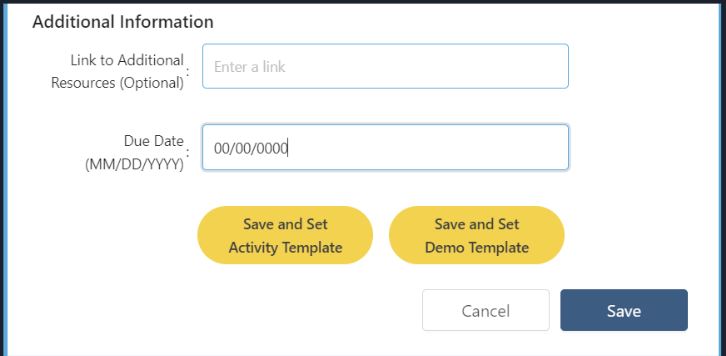 Additional Information
Link to Additional
Resources (Optional) :
Enter a link
Due Date
(MM/DD/YYYY) :
00/00/0000
Save and Set
Activity Template
Save and Set
Demo Template
Cancel
Save